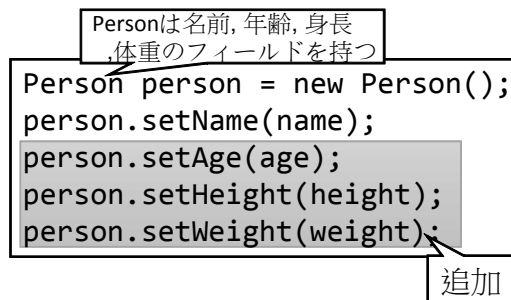 Personは名前, 年齢, 身長
,体重のフィールドを持つ
Person person = new Person();
person.setName(name);
person.setAge(age);
person.setHeight(height);
person.setWeight(weight);
追加